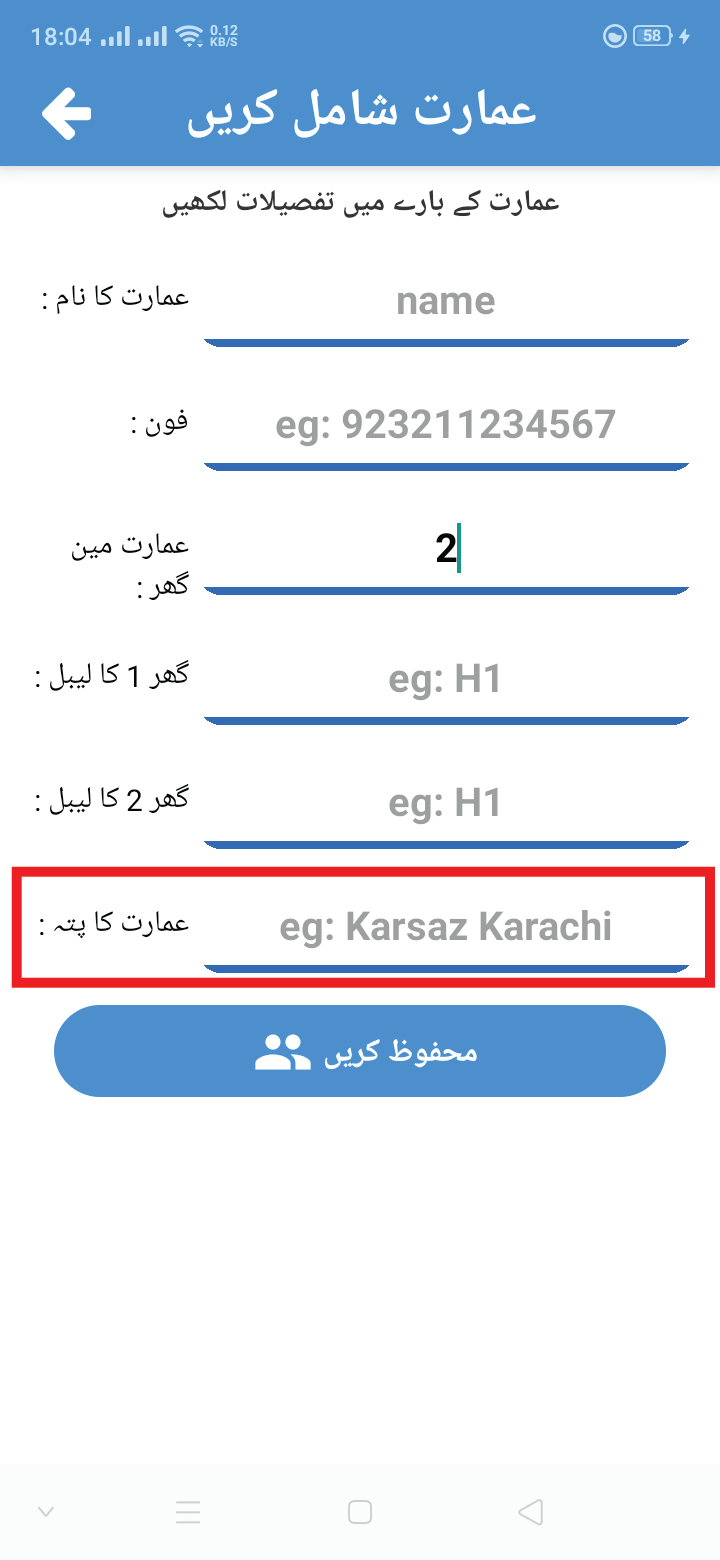 18:04 0.12 KB/S 58
عمارت شامل کریں
عمارت کے بارے میں تفصیلات لکھیں
عمارت کا نام :
name
فون :
eg: 923211234567
عمارت مین
گھر :
2
گھر 1 کا لیبل :
eg: H1
گھر 2 کا لیبل :
eg: H1
عمارت کا پتہ :
eg: Karsaz Karachi
محفوظ کریں